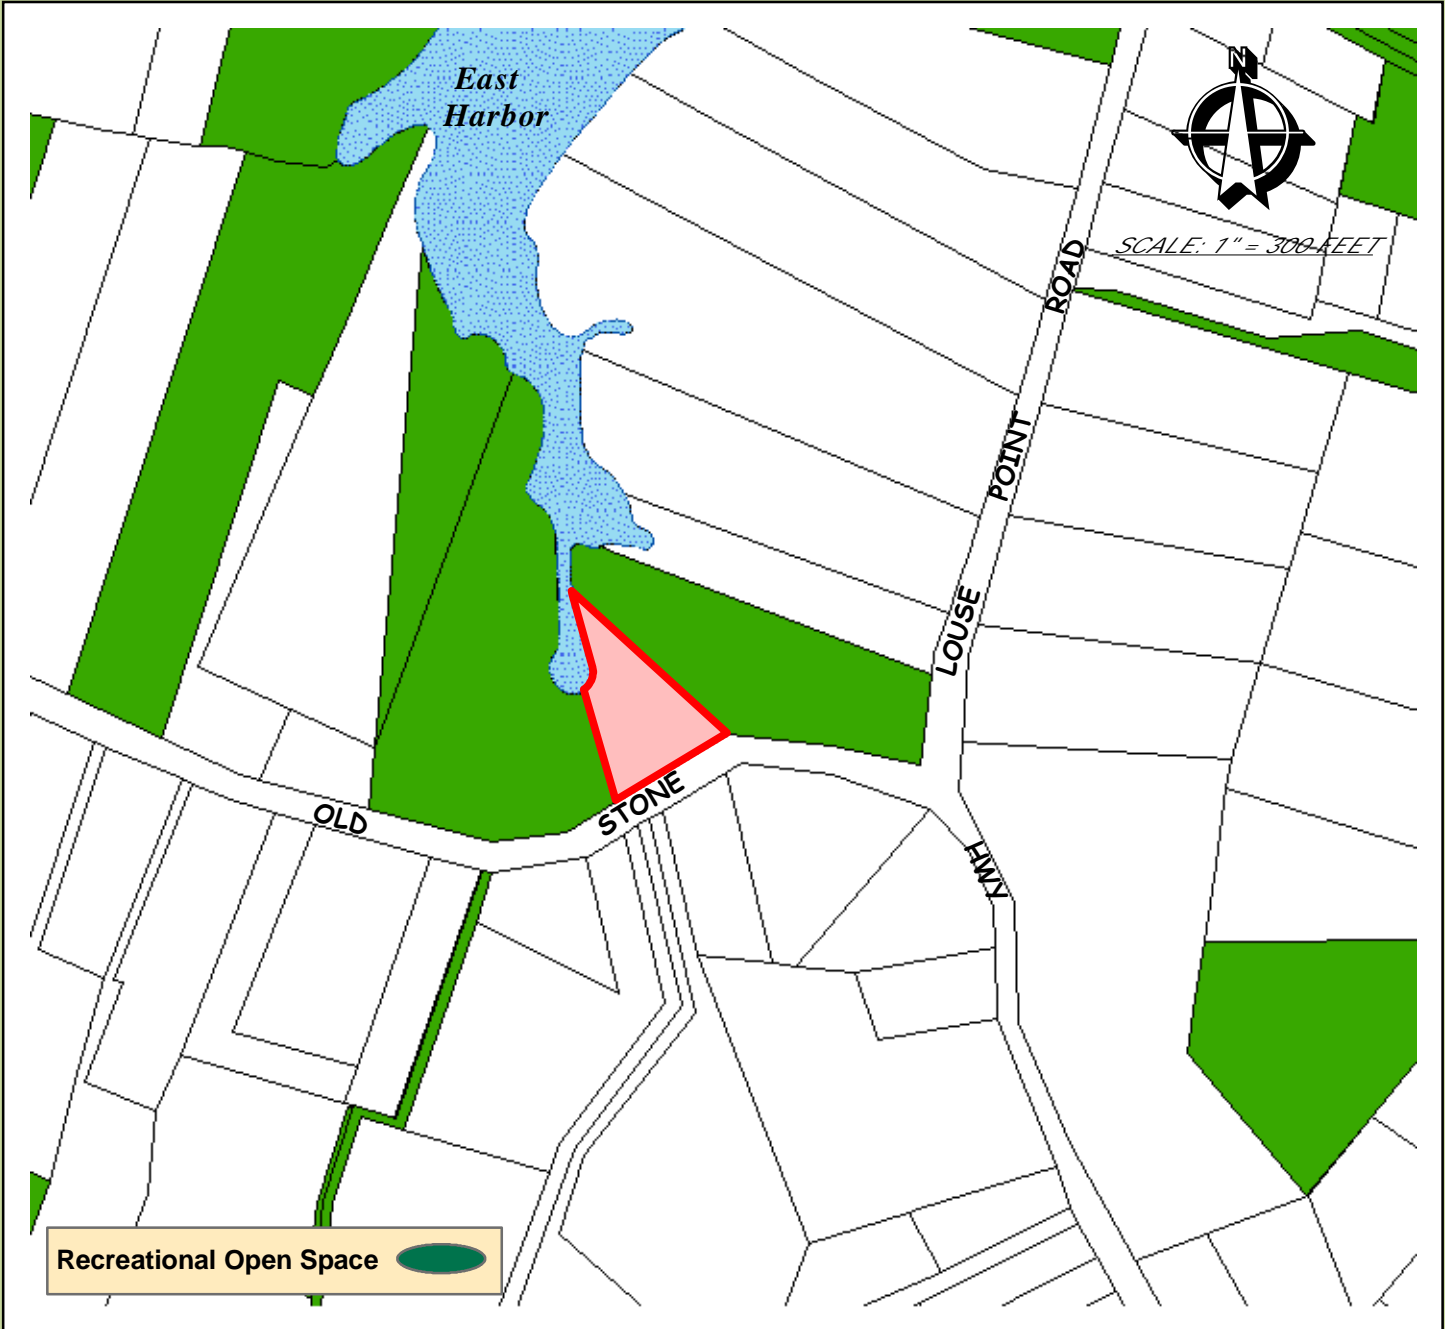 East
Harbor
N
SCALE: 1" = 300 FEET
LOUSE POINT ROAD
OLD STONE HWY
Recreational Open Space